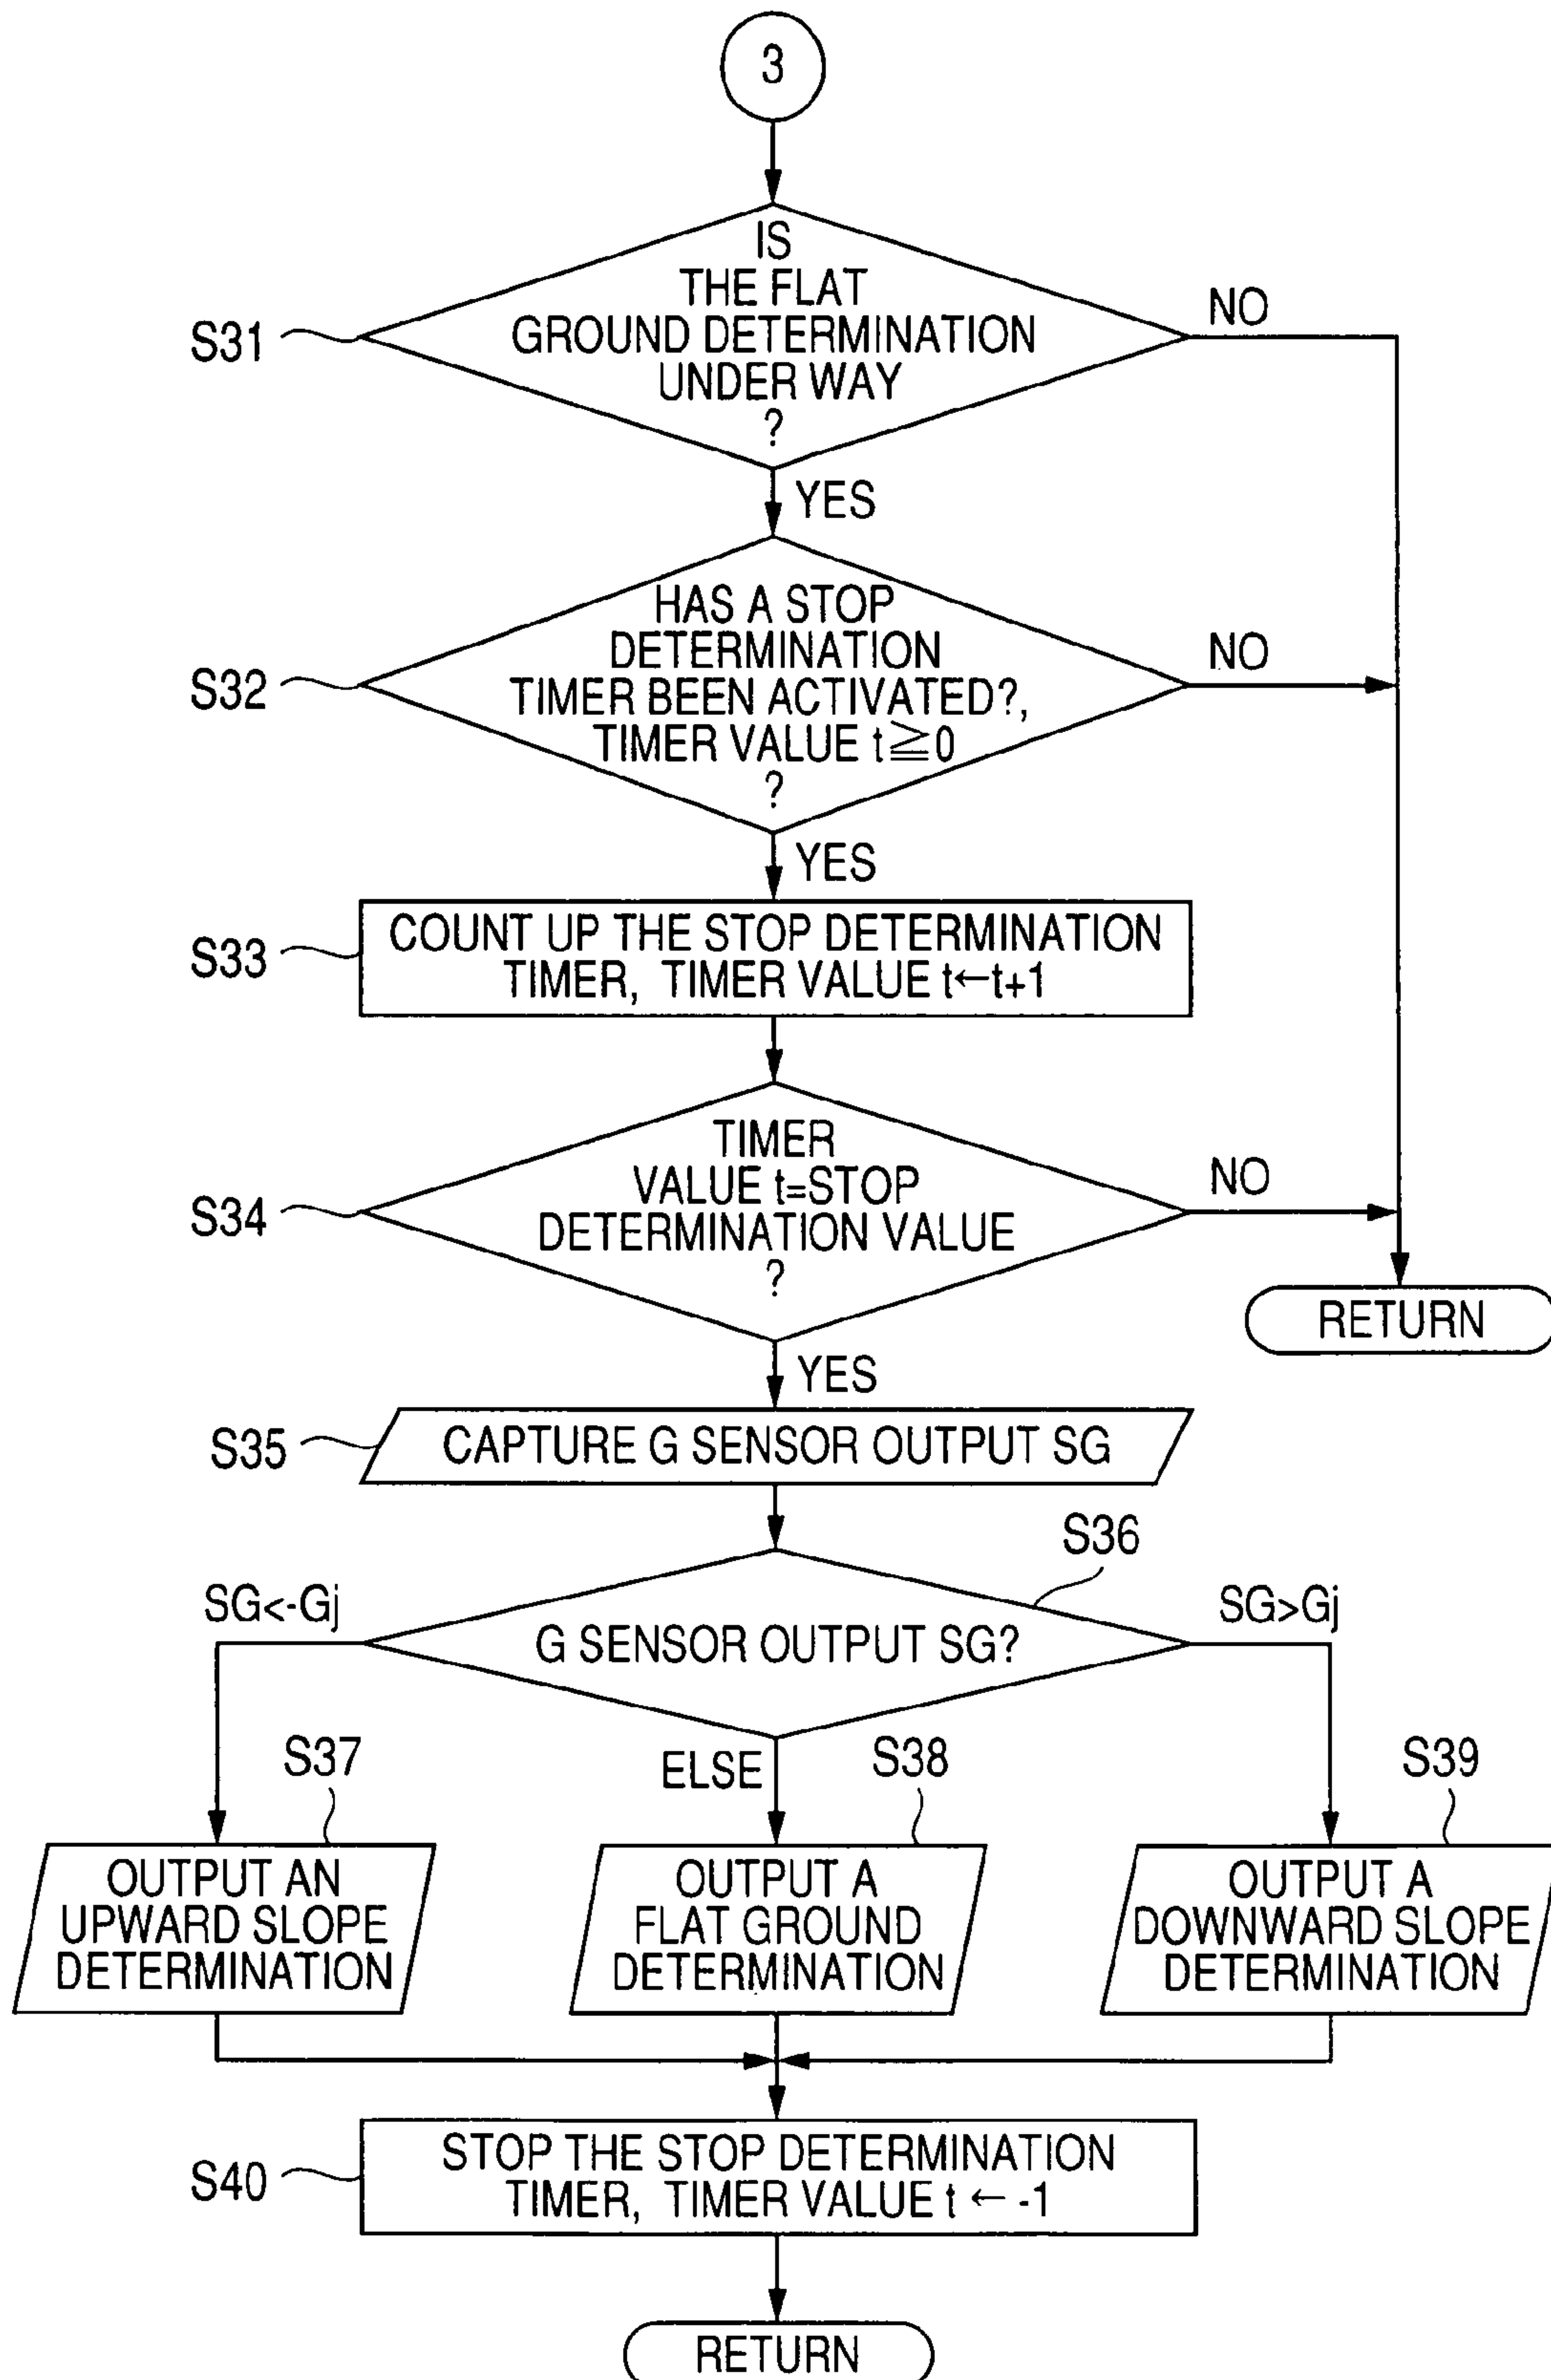 3
IS
THE FLAT
GROUND DETERMINATION
UNDER WAY
?
S31
NO
YES
HAS A STOP
DETERMINATION
TIMER BEEN ACTIVATED?,
TIMER VALUE t≧0
?
S32
NO
YES
S33
COUNT UP THE STOP DETERMINATION
TIMER, TIMER VALUE t←t+1
TIMER
VALUE t=STOP
DETERMINATION VALUE
?
S34
NO
RETURN
YES
S35
CAPTURE G SENSOR OUTPUT SG
S36
SG<-Gj
G SENSOR OUTPUT SG?
SG>Gj
S37
ELSE
S38
S39
OUTPUT AN
UPWARD SLOPE
DETERMINATION
OUTPUT A
FLAT GROUND
DETERMINATION
OUTPUT A
DOWNWARD SLOPE
DETERMINATION
S40
STOP THE STOP DETERMINATION
TIMER, TIMER VALUE t ← -1
RETURN